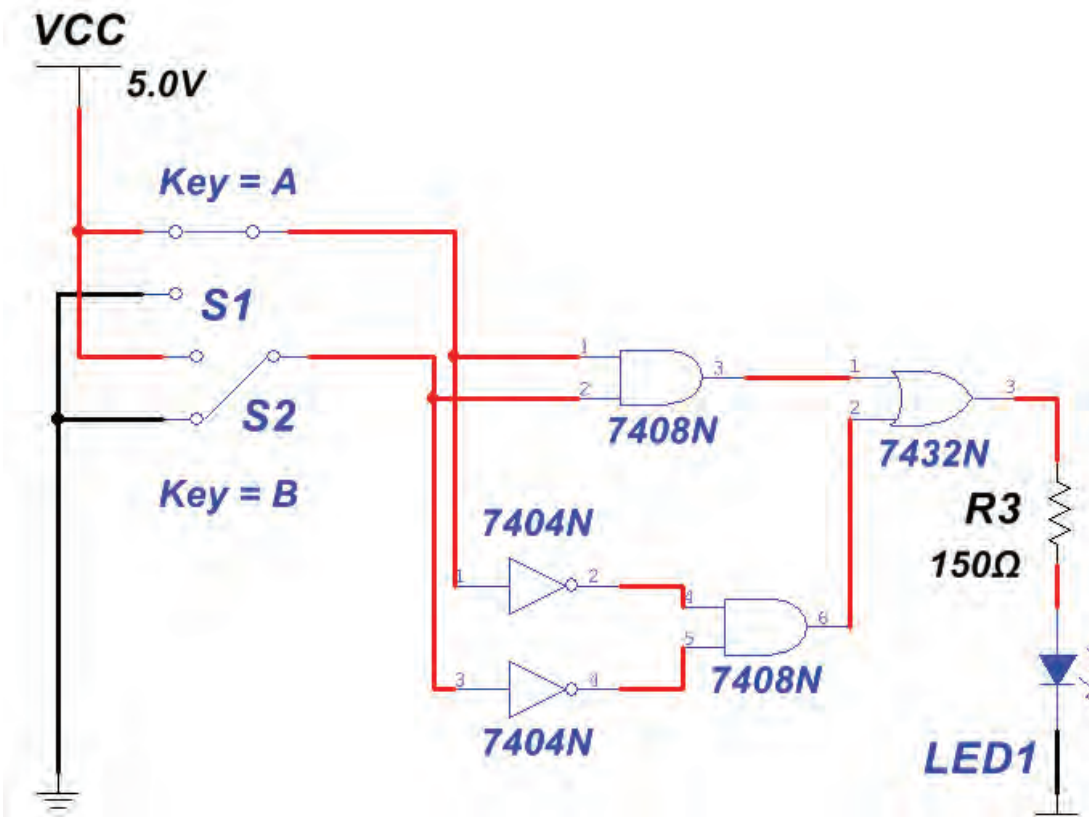 VCC
5.0V
Key = A
S1
S2
Key = B
1
2
3
7408N
1
2
3
7432N
R3
150Ω
7404N
1
2
3
4
7404N
4
5
6
7408N
LED1